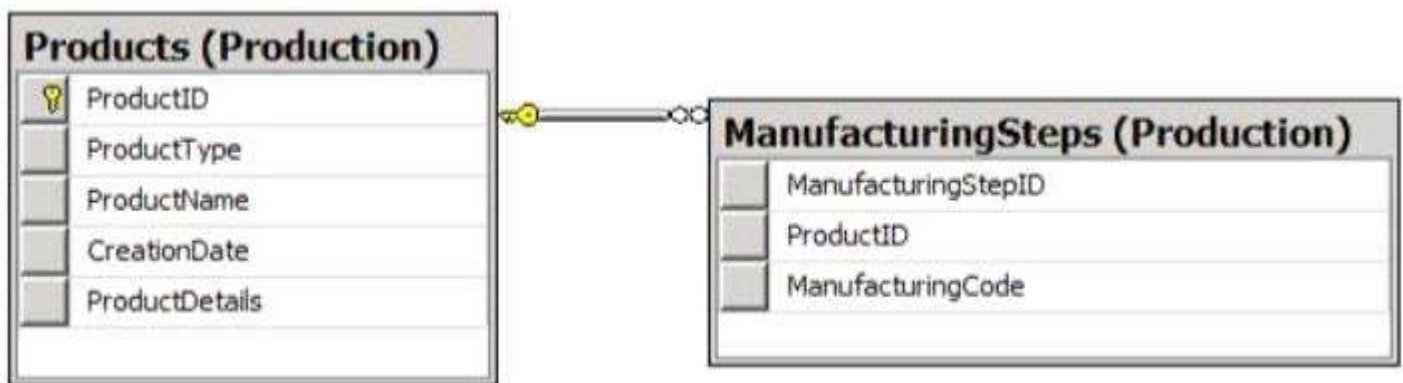 Products (Production)
ProductID
ProductType
ProductName
CreationDate
ProductDetails
ManufacturingSteps (Production)
ManufacturingStepID
ProductID
ManufacturingCode